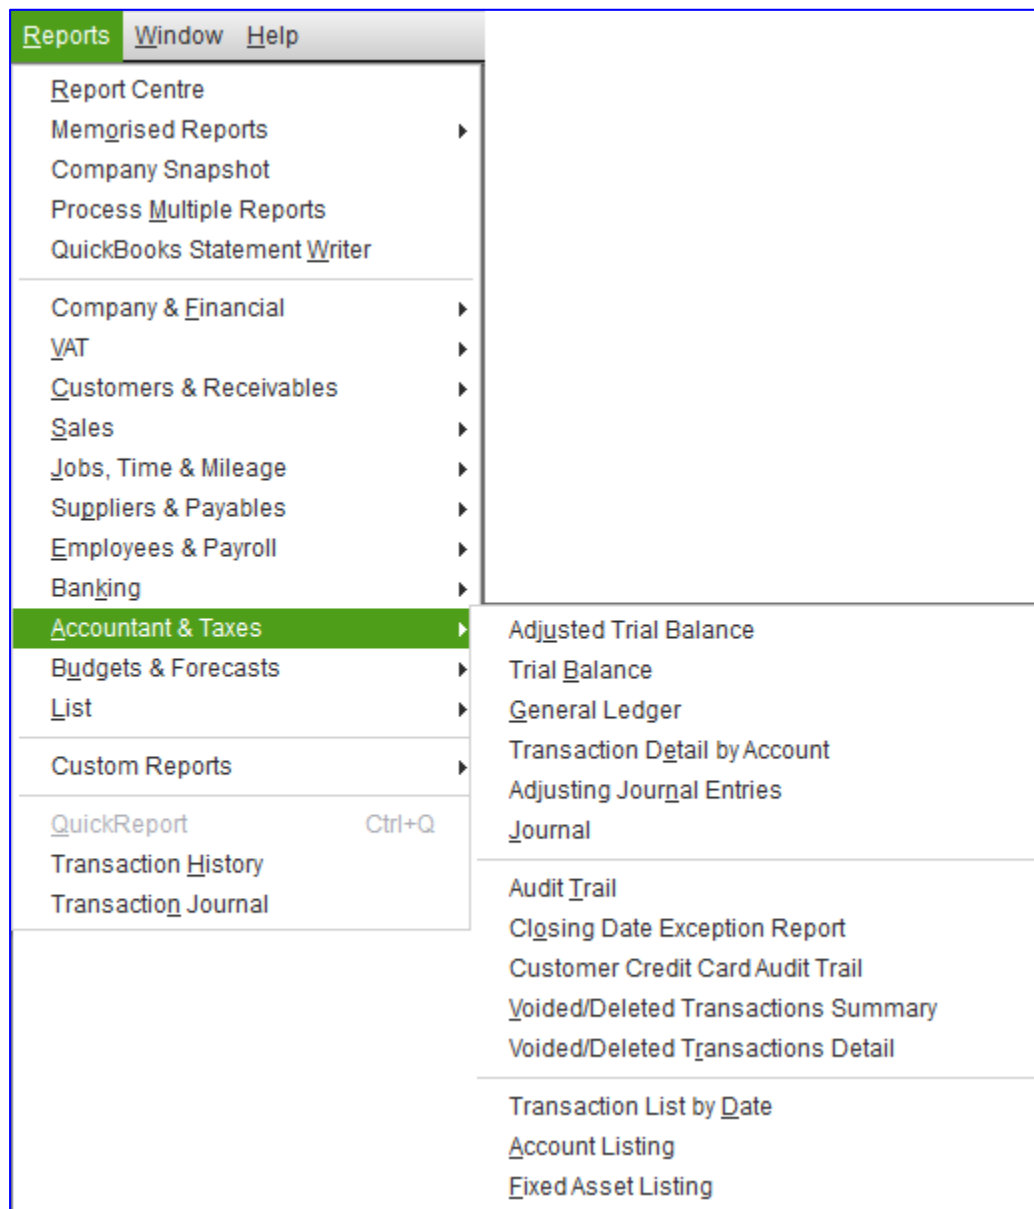 Reports Window Help
Report Centre
Memorised Reports
Company Snapshot
Process Multiple Reports
QuickBooks Statement Writer
Company & Financial
VAT
Customers & Receivables
Sales
Jobs, Time & Mileage
Suppliers & Payables
Employees & Payroll
Banking
Accountant & Taxes
Budgets & Forecasts
List
Custom Reports
QuickReport Ctrl+Q
Transaction History
Transaction Journal
Adjusted Trial Balance
Trial Balance
General Ledger
Transaction Detail by Account
Adjusting Journal Entries
Journal
Audit Trail
Closing Date Exception Report
Customer Credit Card Audit Trail
Voided/Deleted Transactions Summary
Voided/Deleted Transactions Detail
Transaction List by Date
Account Listing
Fixed Asset Listing